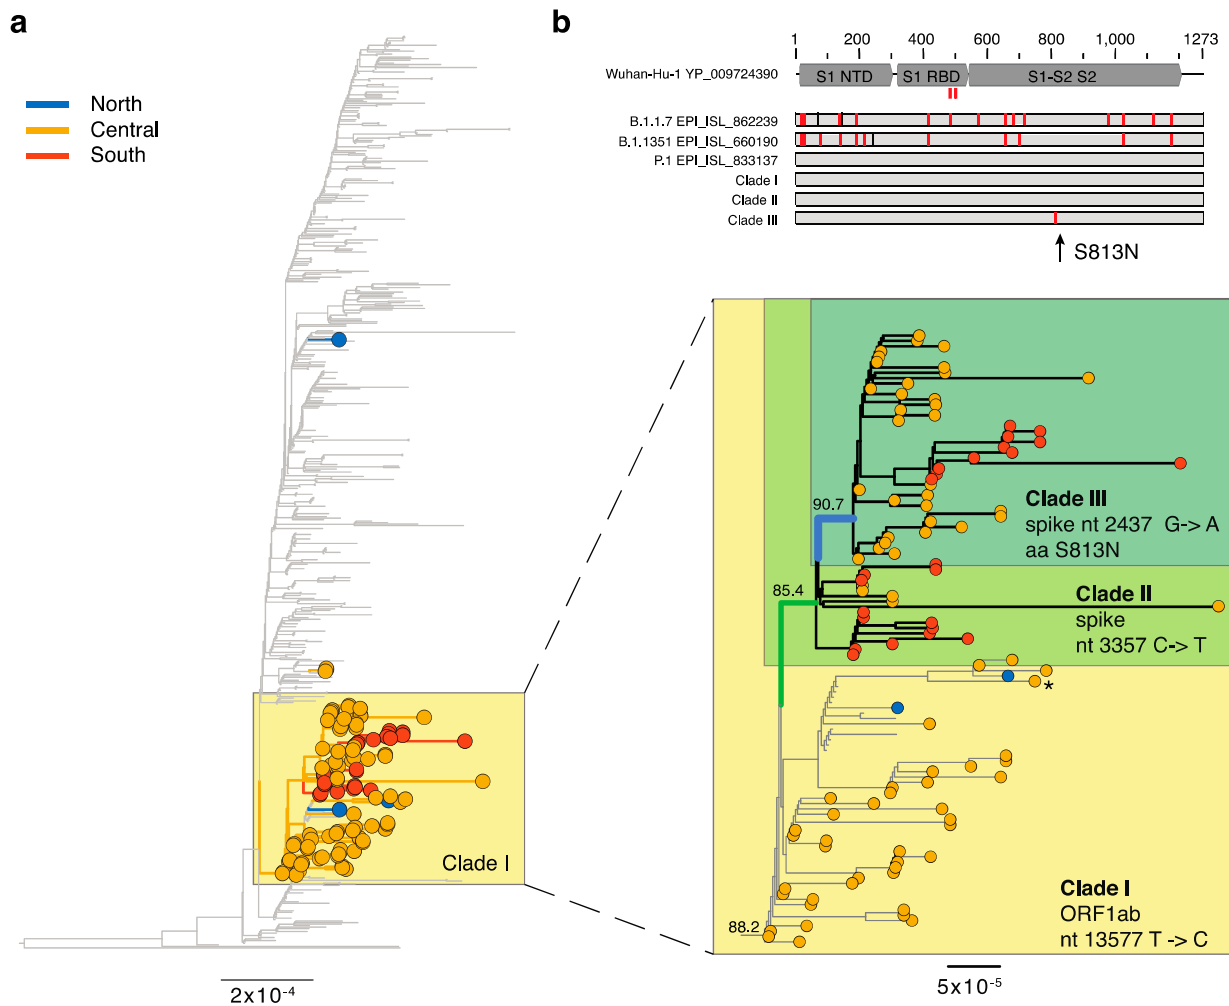 a
North
Central
South
Clade I
2x10⁻⁴
b
1 200 400 600 800 1,000 1273
Wuhan-Hu-1 YP_009724390
S1 NTD S1 RBD S1-S2 S2
B.1.1.7 EPI_ISL_862239
B.1.1351 EPI_ISL_660190
P.1 EPI_ISL_833137
Clade I
Clade II
Clade III
S813N
90.7
Clade III
spike nt 2437 G-> A
aa S813N
85.4
Clade II
spike
nt 3357 C-> T
*
Clade I
ORF1ab
nt 13577 T -> C
88.2
5x10⁻⁵